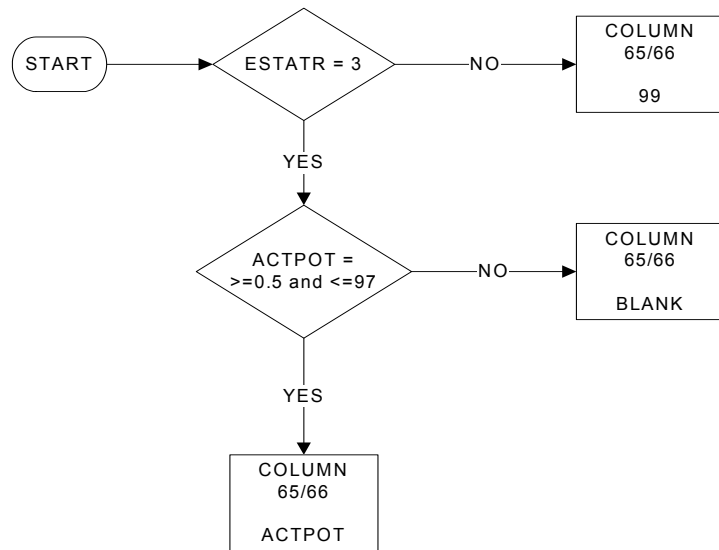 START
ESTATR = 3
NO
COLUMN
65/66
99
YES
ACTPOT =
>=0.5 and <=97
NO
COLUMN
65/66
BLANK
YES
COLUMN
65/66
ACTPOT